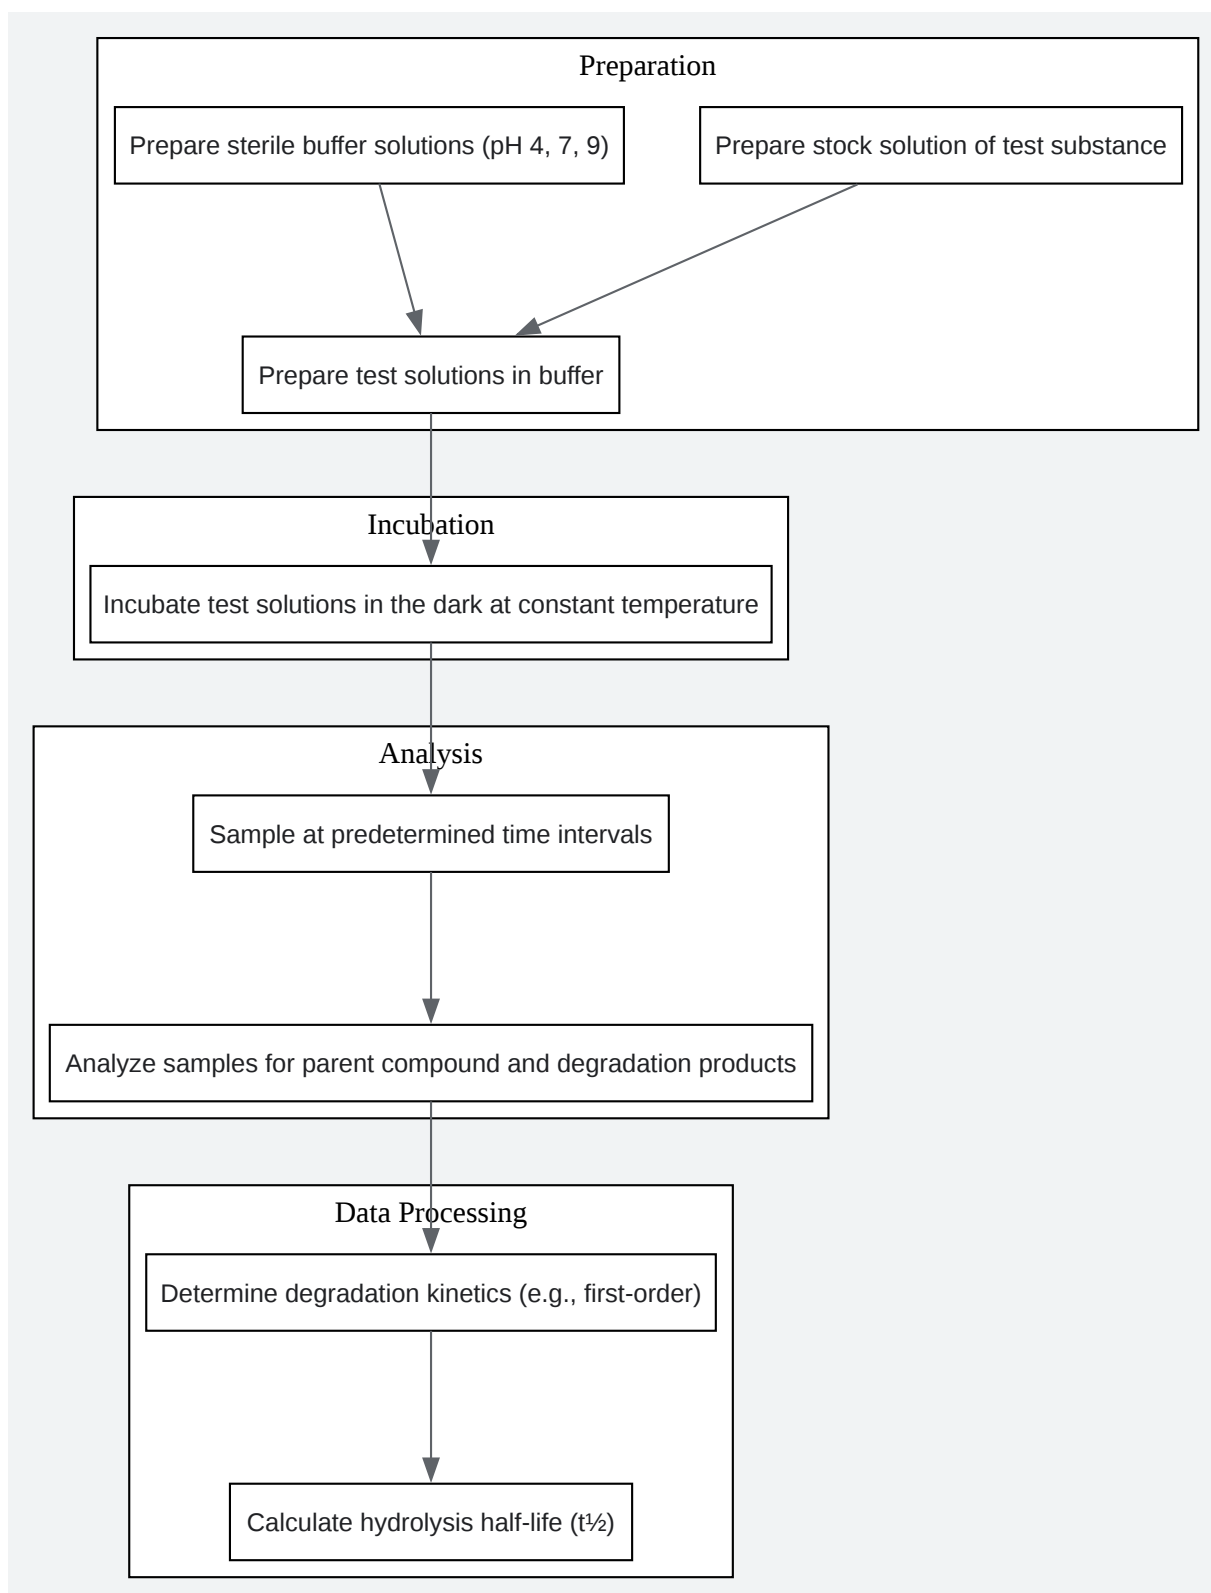 Preparation
Prepare sterile buffer solutions (pH 4, 7, 9)
Prepare stock solution of test substance
Prepare test solutions in buffer
Incubation
Incubate test solutions in the dark at constant temperature
Analysis
Sample at predetermined time intervals
Analyze samples for parent compound and degradation products
Data Processing
Determine degradation kinetics (e.g., first-order)
Calculate hydrolysis half-life (t½)